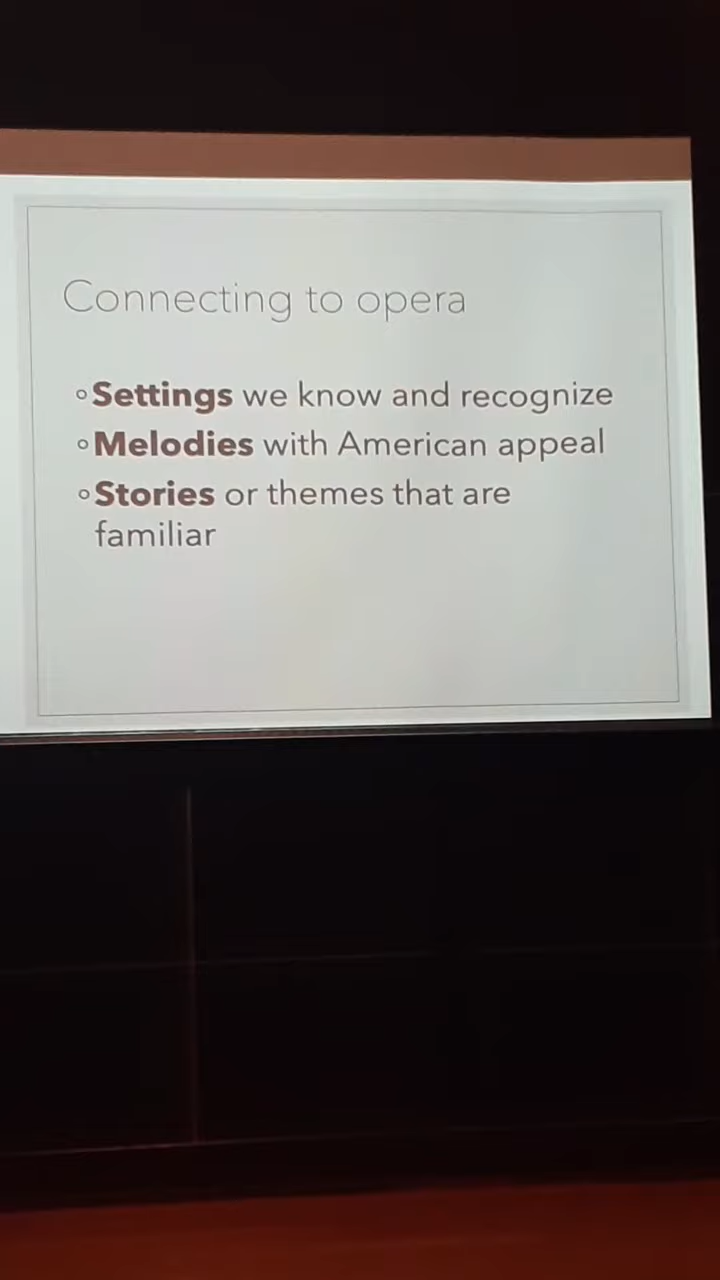 Connecting to opera
◦Settings we know and recognize
◦Melodies with American appeal
◦Stories or themes that are
familiar